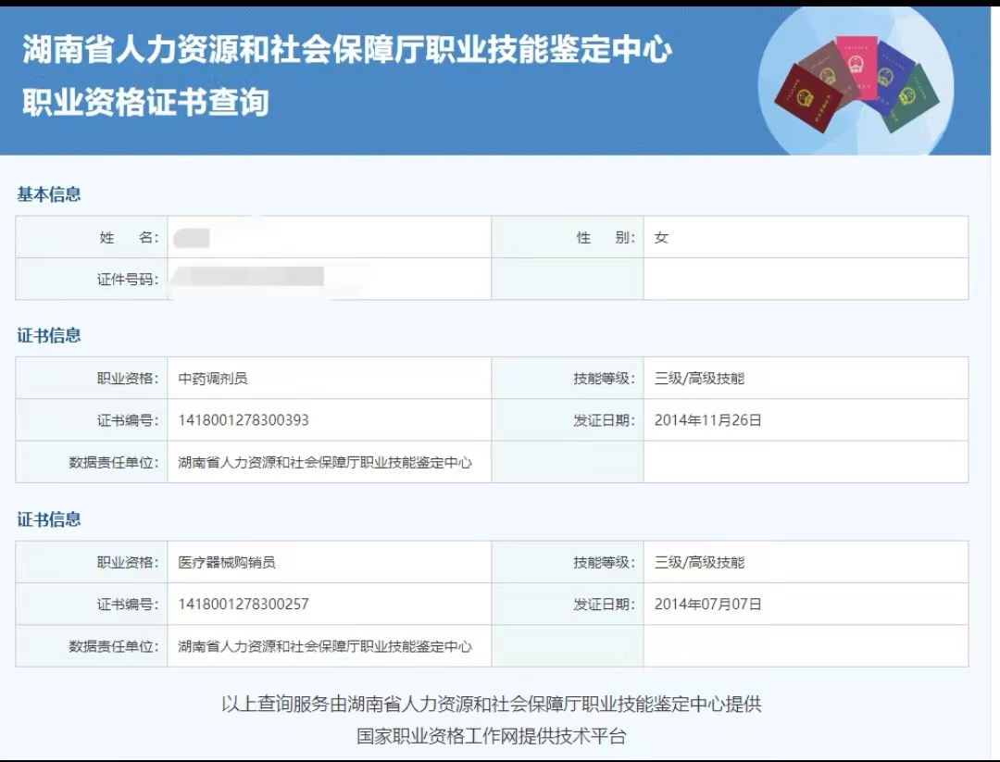 湖南省人力资源和社会保障厅职业技能鉴定中心
职业资格证书查询
基本信息
姓 名： 性 别： 女
证件号码：
证书信息
职业资格： 中药调剂员 技能等级： 三级/高级技能
证书编号： 1418001278300393 发证日期： 2014年11月26日
数据责任单位： 湖南省人力资源和社会保障厅职业技能鉴定中心
证书信息
职业资格： 医疗器械购销员 技能等级： 三级/高级技能
证书编号： 1418001278300257 发证日期： 2014年07月07日
数据责任单位： 湖南省人力资源和社会保障厅职业技能鉴定中心
以上查询服务由湖南省人力资源和社会保障厅职业技能鉴定中心提供
国家职业资格工作网提供技术平台